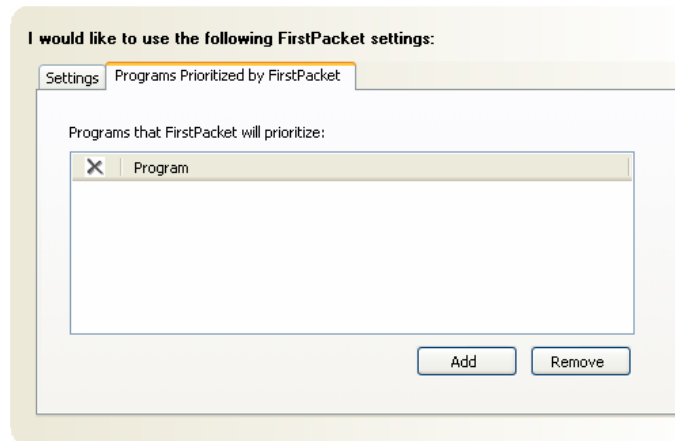 I would like to use the following FirstPacket settings:
Settings Programs Prioritized by FirstPacket
Programs that FirstPacket will prioritize:
Program
Add Remove